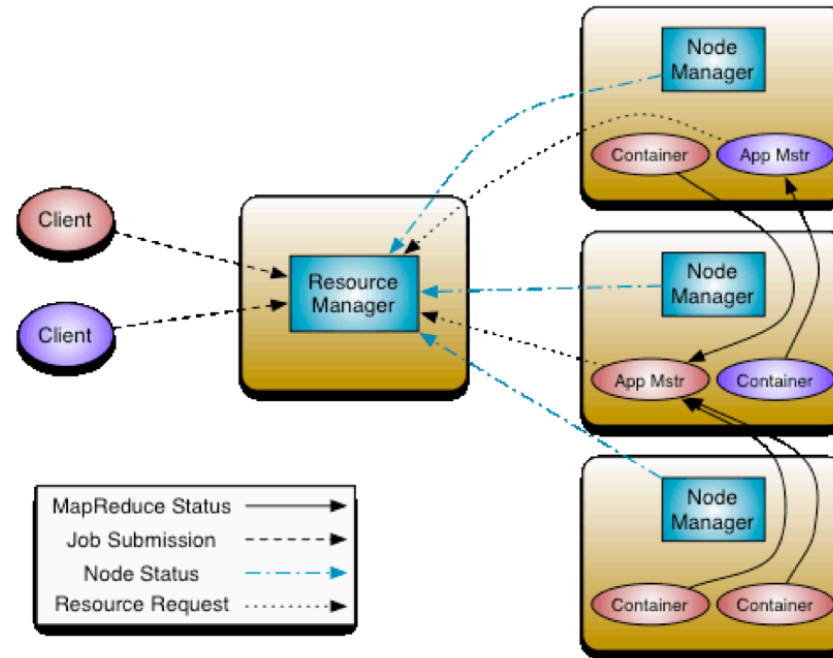 Node
Manager
Container
App Mstr
Client
Resource
Manager
Client
Node
Manager
App Mstr
Container
Node
Manager
Container
Container
MapReduce Status
Job Submission
Node Status
Resource Request